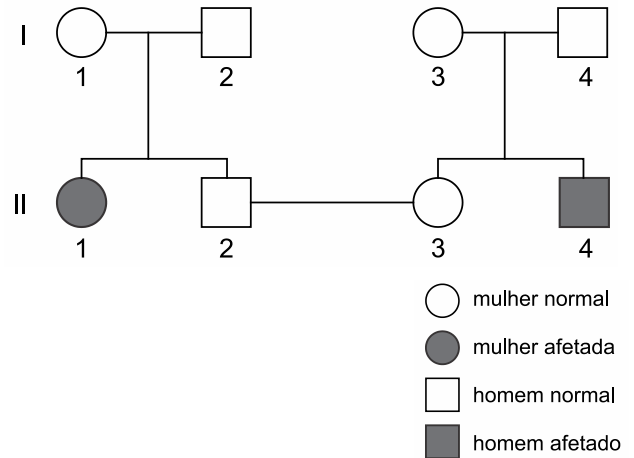 I
1 2 3 4
II
1 2 3 4
mulher normal
mulher afetada
homem normal
homem afetado